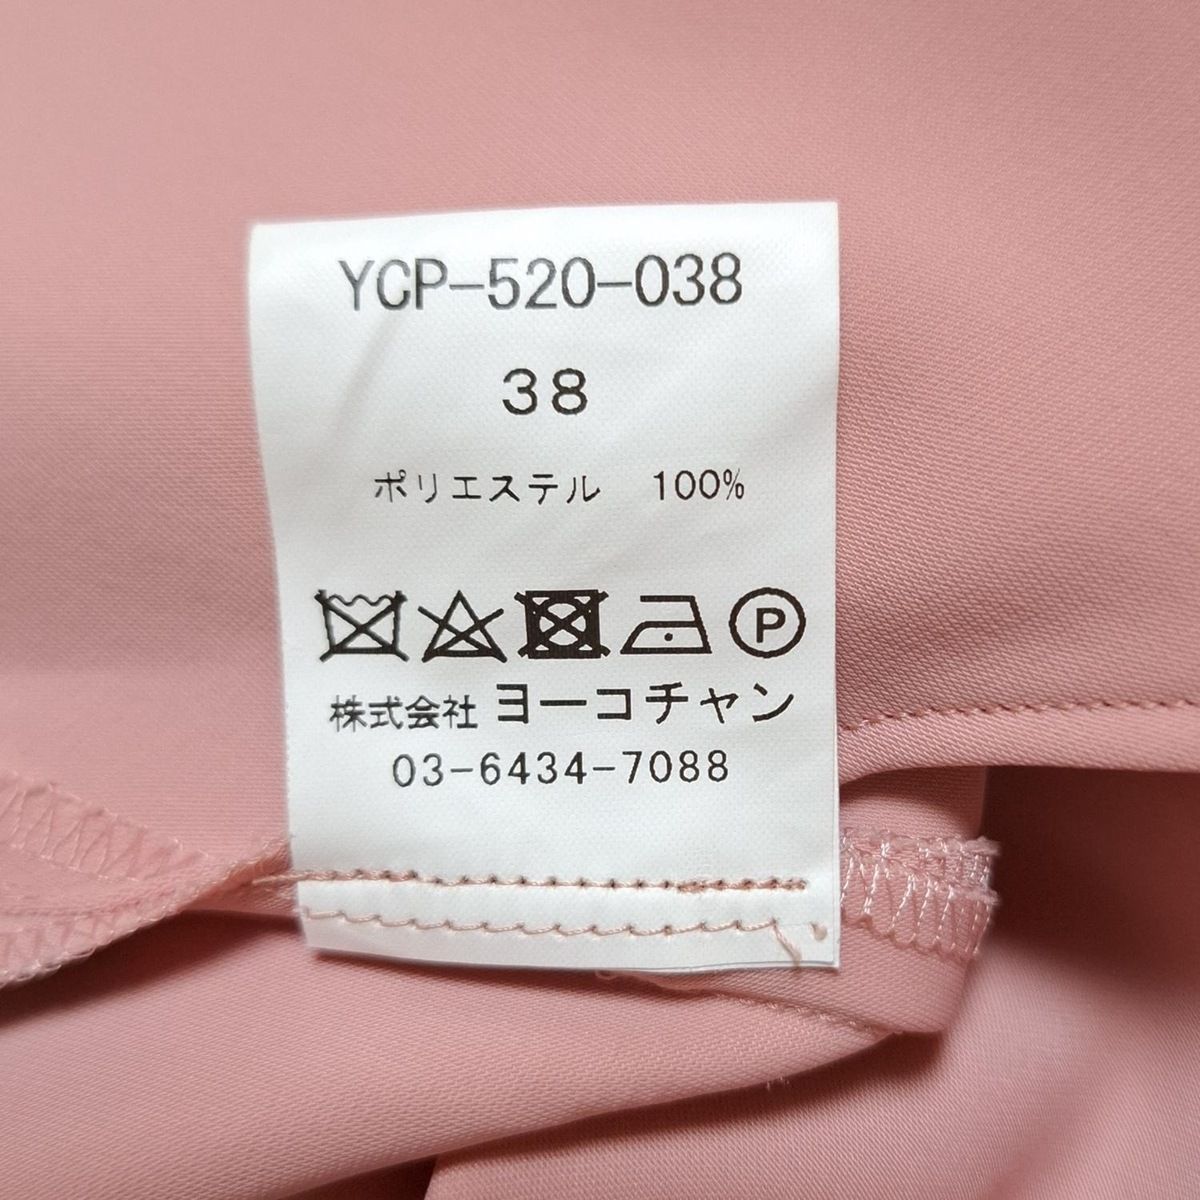 YCP-520-038
38
ポリエステル 100%
P
株式会社 ヨーコチャン
03-6434-7088